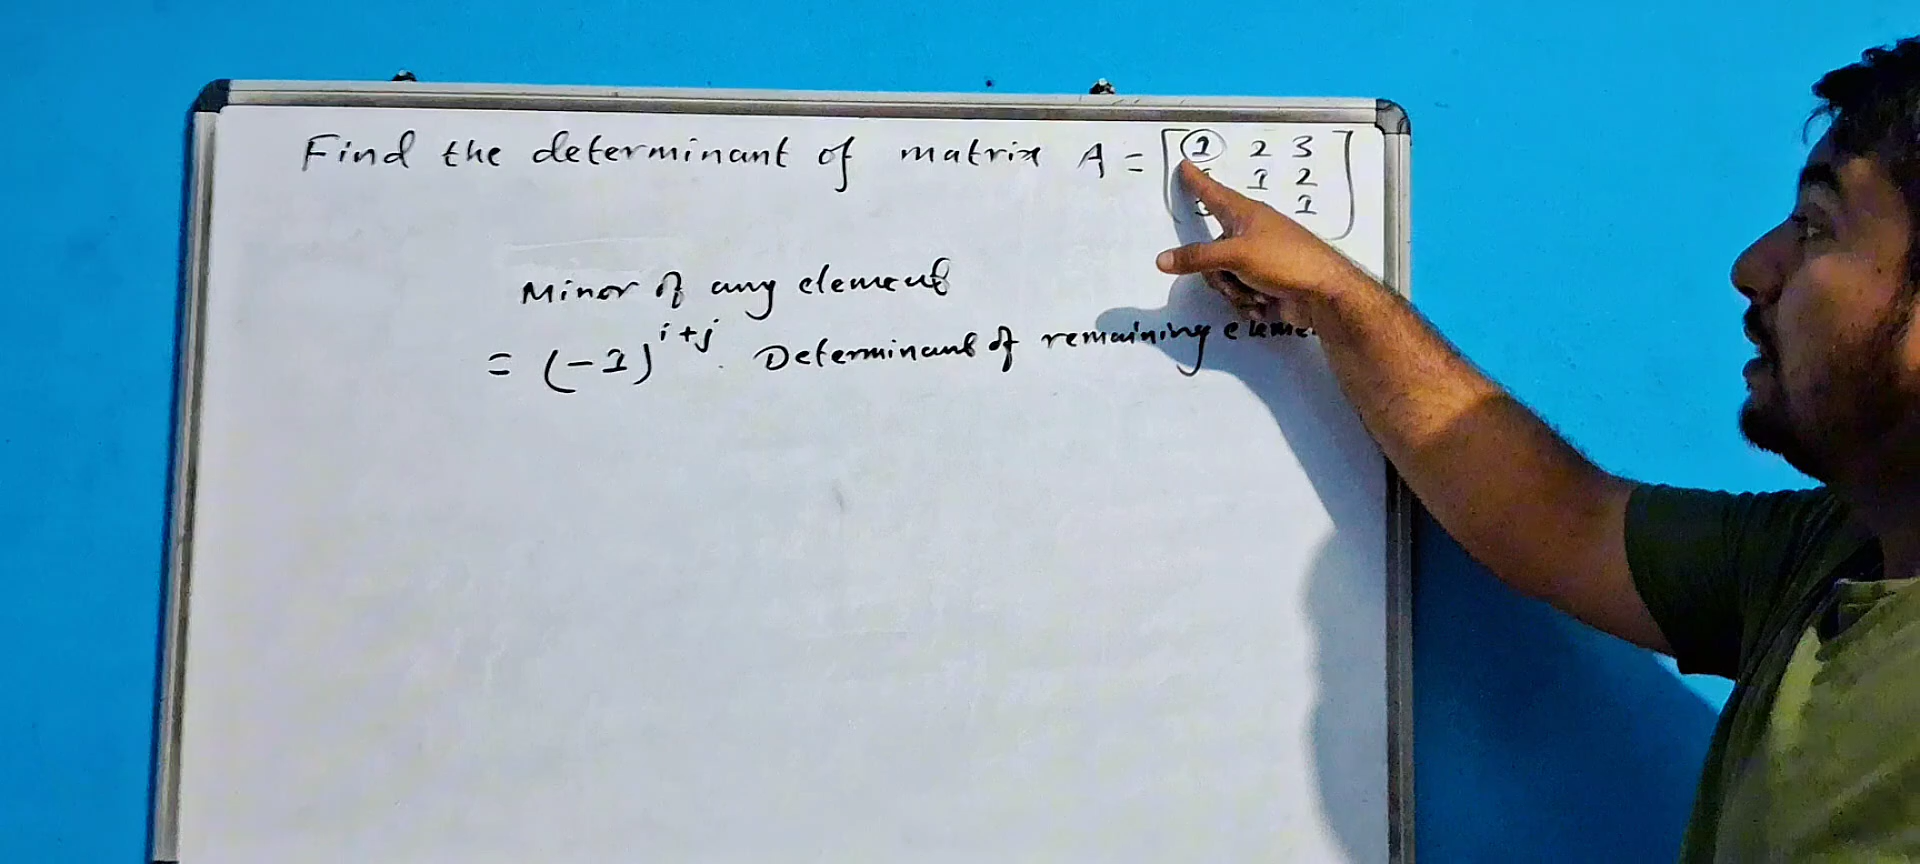 Find the determinant of matrix A = [1 2 3
1 2
1]
Minor of any element
= (-1)^{i+j}. Determinant of remaining